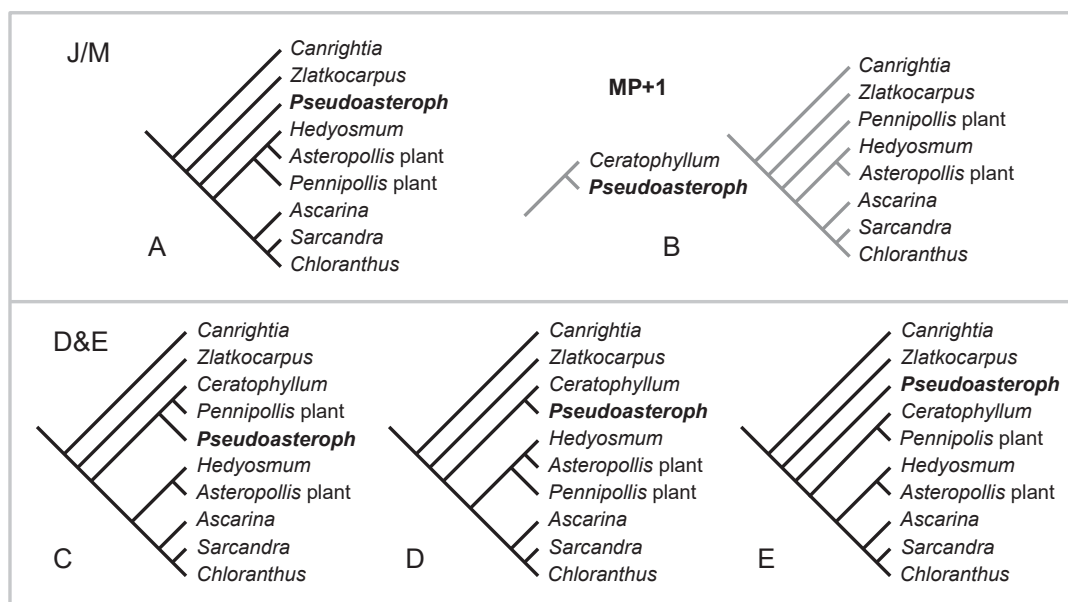 J/M
Canrightia
Zlatkocarpus
Pseudoasteroph
Hedyosmum
Asteropollis plant
Pennipollis plant
Ascarina
Sarcandra
Chloranthus
A
MP+1
Ceratophyllum
Pseudoasteroph
B
Canrightia
Zlatkocarpus
Pennipollis plant
Hedyosmum
Asteropollis plant
Ascarina
Sarcandra
Chloranthus
D&E
Canrightia
Zlatkocarpus
Ceratophyllum
Pennipollis plant
Pseudoasteroph
Hedyosmum
Asteropollis plant
Ascarina
Sarcandra
Chloranthus
C
Canrightia
Zlatkocarpus
Ceratophyllum
Pseudoasteroph
Hedyosmum
Asteropollis plant
Pennipollis plant
Ascarina
Sarcandra
Chloranthus
D
Canrightia
Zlatkocarpus
Pseudoasteroph
Ceratophyllum
Pennipolis plant
Hedyosmum
Asteropollis plant
Ascarina
Sarcandra
Chloranthus
E